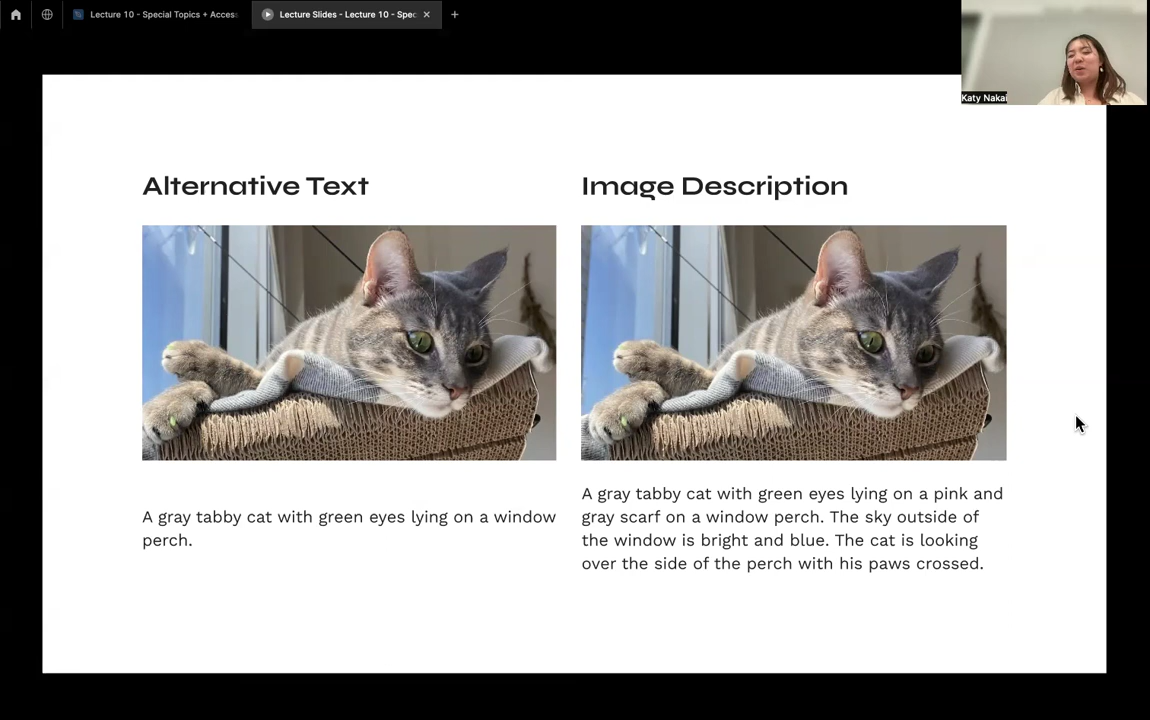 Lecture 10 - Special Topics + Acces
Lecture Slides - Lecture 10 - Spec
Katy Nakai
Alternative Text
A gray tabby cat with green eyes lying on a window
perch.
Image Description
A gray tabby cat with green eyes lying on a pink and
gray scarf on a window perch. The sky outside of
the window is bright and blue. The cat is looking
over the side of the perch with his paws crossed.